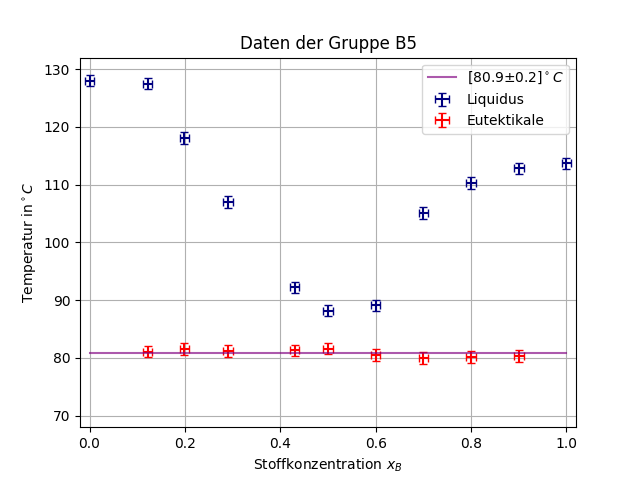 Daten der Gruppe B5
[80.9±0.2]°C
Liquidus
Eutektikale
Temperatur in°C
130
120
110
100
90
80
70
0.0 0.2 0.4 0.6 0.8 1.0
Stoffkonzentration x_B